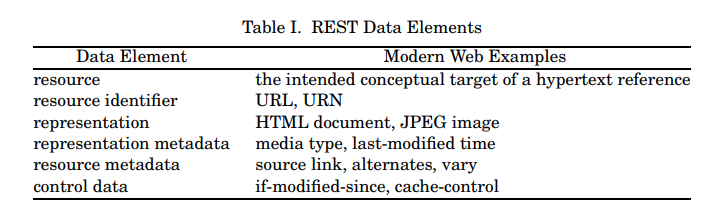 Table I. REST Data Elements
Data Element Modern Web Examples
resource the intended conceptual target of a hypertext reference
resource identifier URL, URN
representation HTML document, JPEG image
representation metadata media type, last-modified time
resource metadata source link, alternates, vary
control data if-modified-since, cache-control